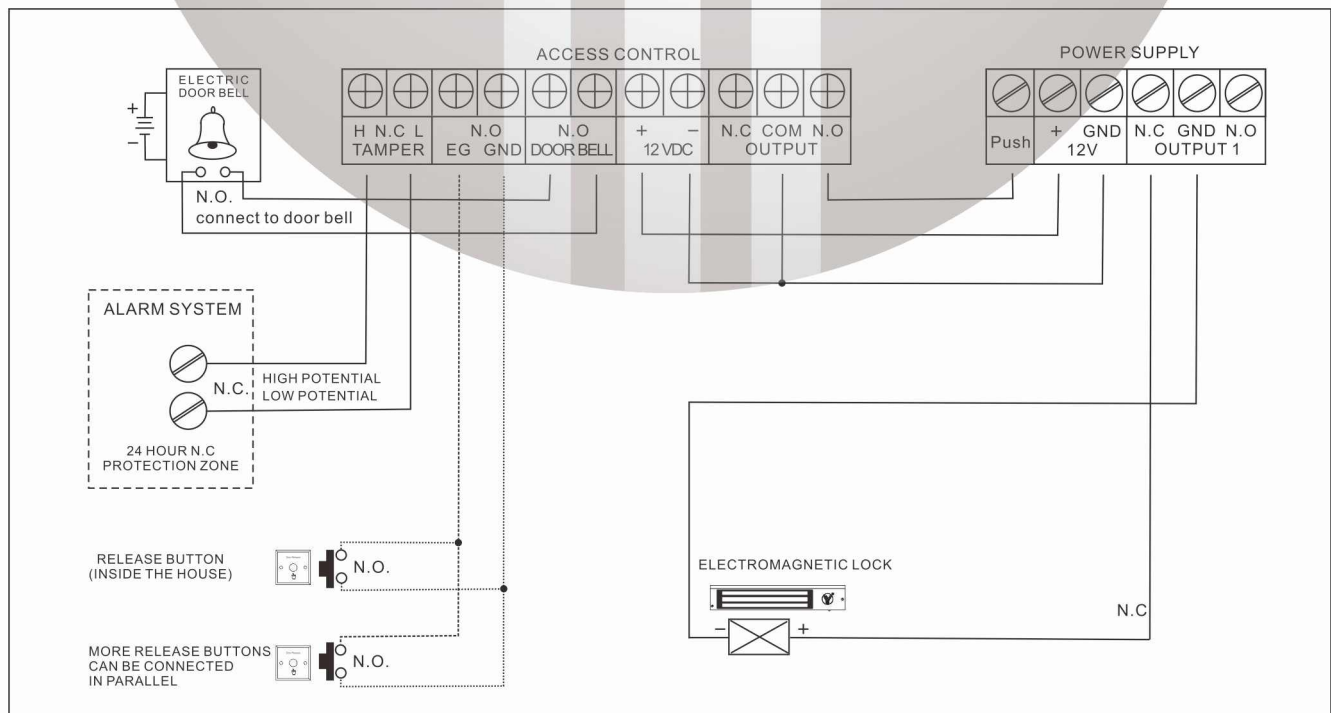 ACCESS CONTROL
POWER SUPPLY
ELECTRIC
DOOR BELL
+
−
H N.C L
TAMPER
N.O
EG GND
N.O
DOOR BELL
+ −
12 VDC
N.C COM N.O
OUTPUT
Push
+ GND
12V
N.C GND N.O
OUTPUT 1
N.O.
connect to door bell
ALARM SYSTEM
N.C.
HIGH POTENTIAL
LOW POTENTIAL
24 HOUR N.C
PROTECTION ZONE
RELEASE BUTTON
(INSIDE THE HOUSE)
N.O.
MORE RELEASE BUTTONS
CAN BE CONNECTED
IN PARALLEL
N.O.
ELECTROMAGNETIC LOCK
− +
N.C